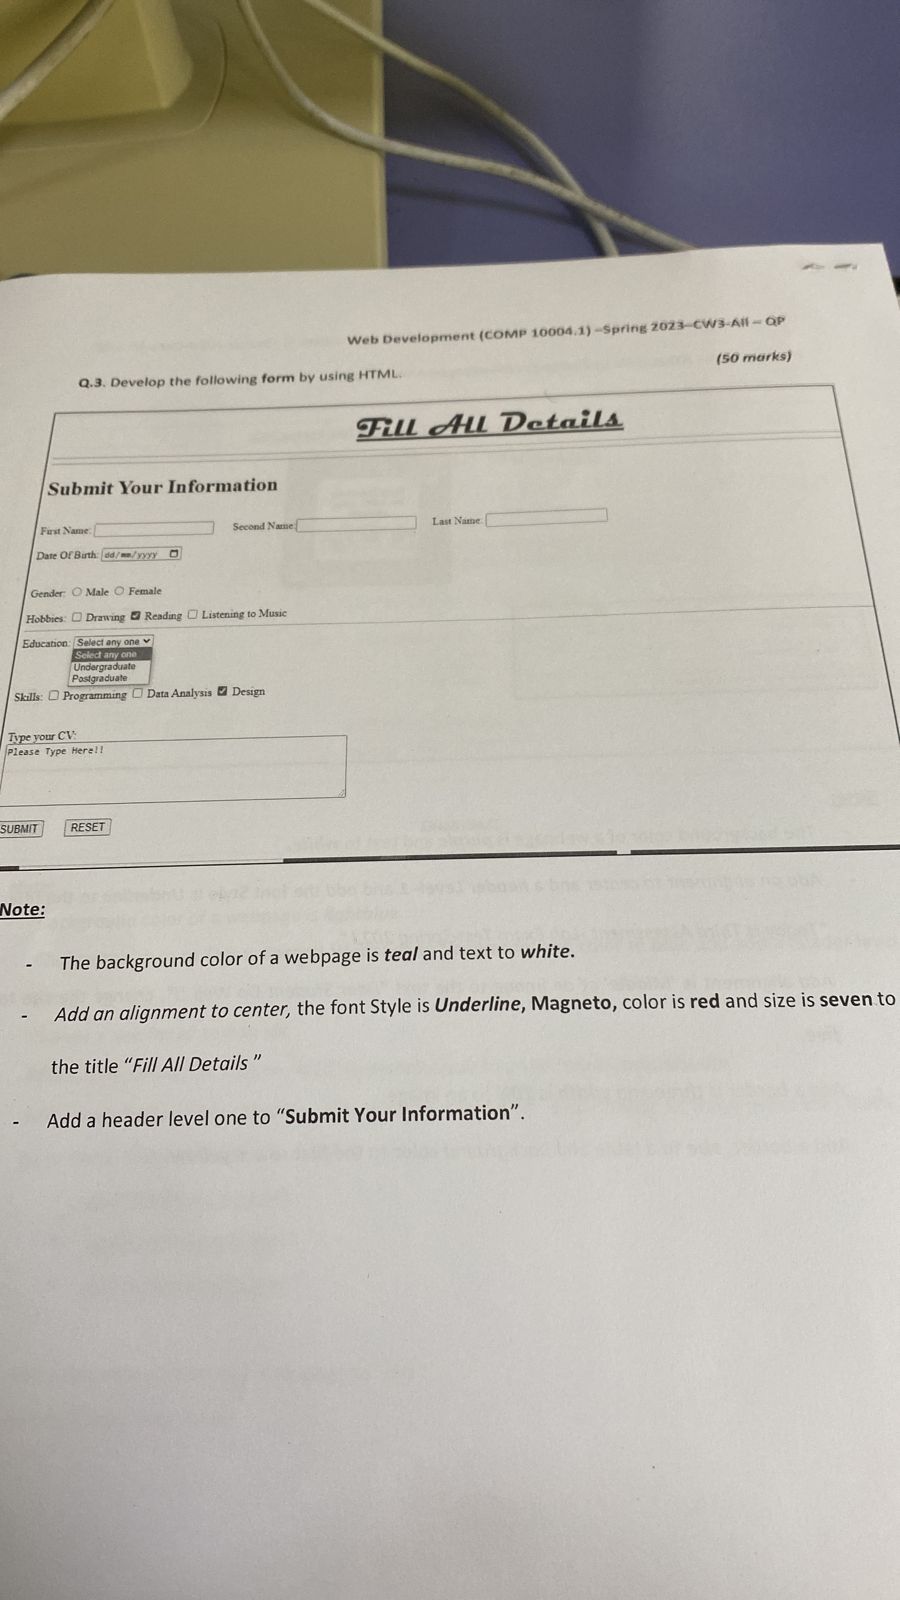 Web Development (COMP 10004.1) –Spring 2023–CW3-All – QP
(50 marks)
Q.3. Develop the following form by using HTML.
Fill All Details
Submit Your Information
First Name: Second Name: Last Name:
Date Of Birth: dd/mm/yyyy
Gender: Male Female
Hobbies: Drawing Reading Listening to Music
Education: Select any one
Select any one
Undergraduate
Postgraduate
Skills: Programming Data Analysis Design
Type your CV:
Please Type Here!!
SUBMIT RESET
Note:
- The background color of a webpage is teal and text to white.
- Add an alignment to center, the font Style is Underline, Magneto, color is red and size is seven to
the title “Fill All Details ”
- Add a header level one to “Submit Your Information”.